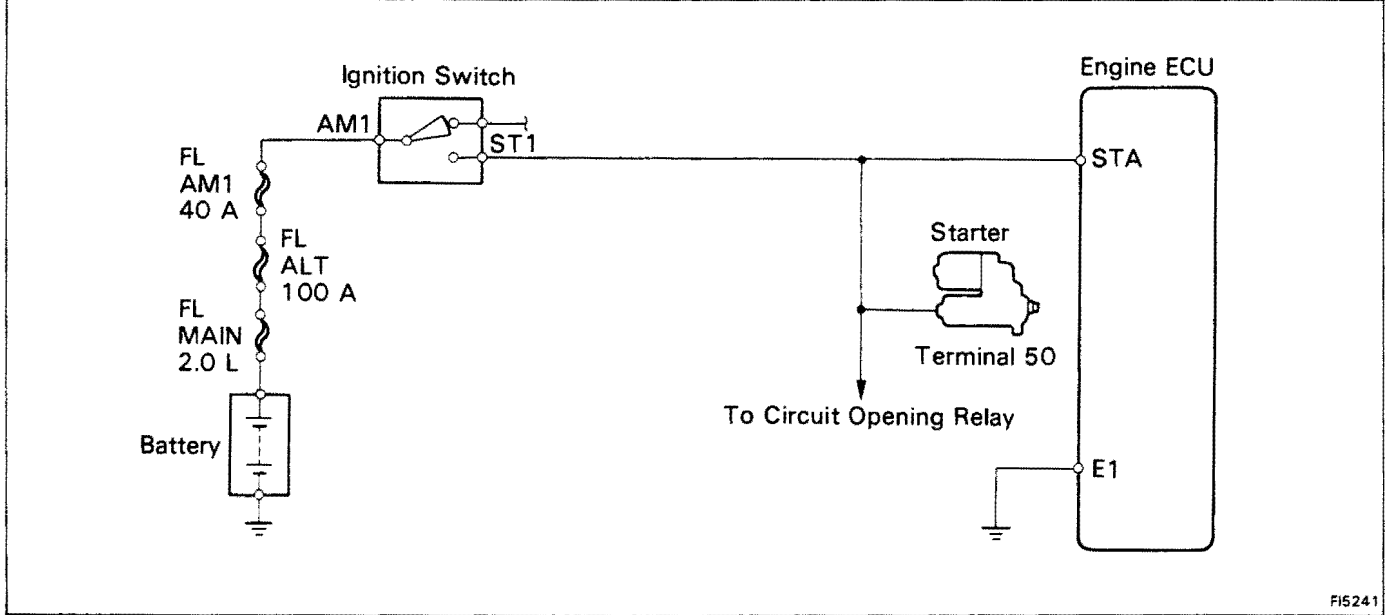 Ignition Switch
Engine ECU
AM1
ST1
STA
FL
AM1
40 A
FL
ALT
100 A
FL
MAIN
2.0 L
Starter
Terminal 50
To Circuit Opening Relay
Battery
E1
FI5241